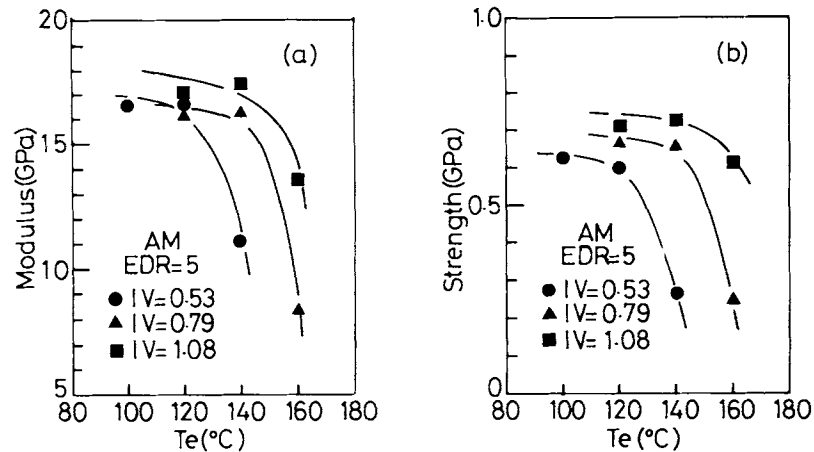 (a)
20
15
10
5
Modulus(GPa)
AM
EDR=5
● IV=0·53
▲ IV=0·79
■ IV=1·08
80 100 120 140 160 180
Te(°C)
(b)
1.0
0.5
0
Strength(GPa)
AM
EDR=5
● IV=0·53
▲ IV=0·79
■ IV=1·08
80 100 120 140 160 180
Te(°C)